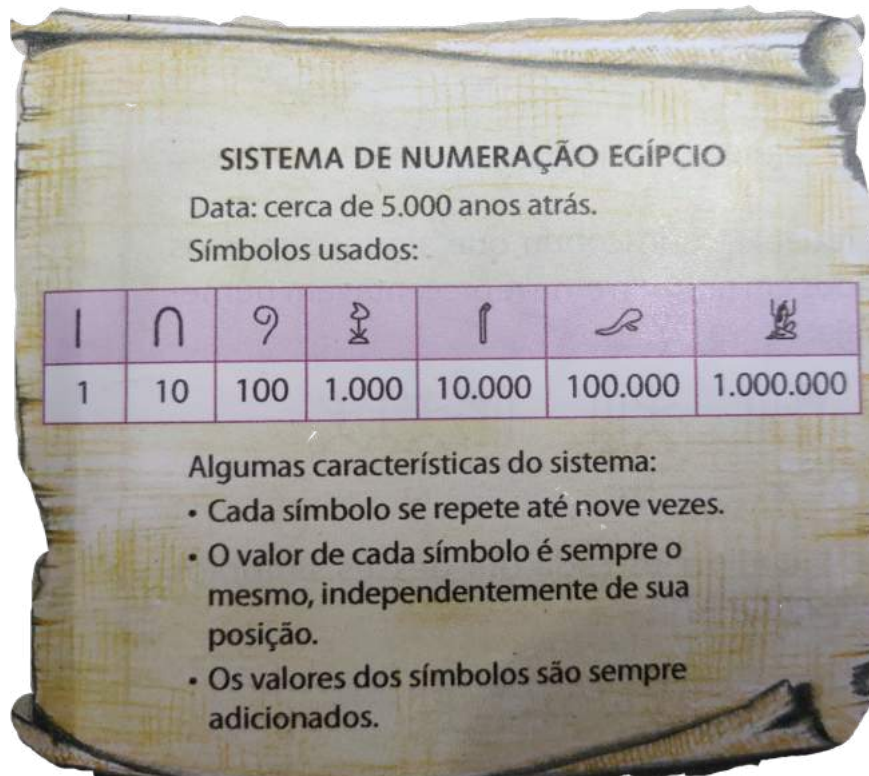 SISTEMA DE NUMERAÇÃO EGÍPCIO
Data: cerca de 5.000 anos atrás.
Símbolos usados:
1 10 100 1.000 10.000 100.000 1.000.000
Algumas características do sistema:
• Cada símbolo se repete até nove vezes.
• O valor de cada símbolo é sempre o
mesmo, independentemente de sua
posição.
• Os valores dos símbolos são sempre
adicionados.